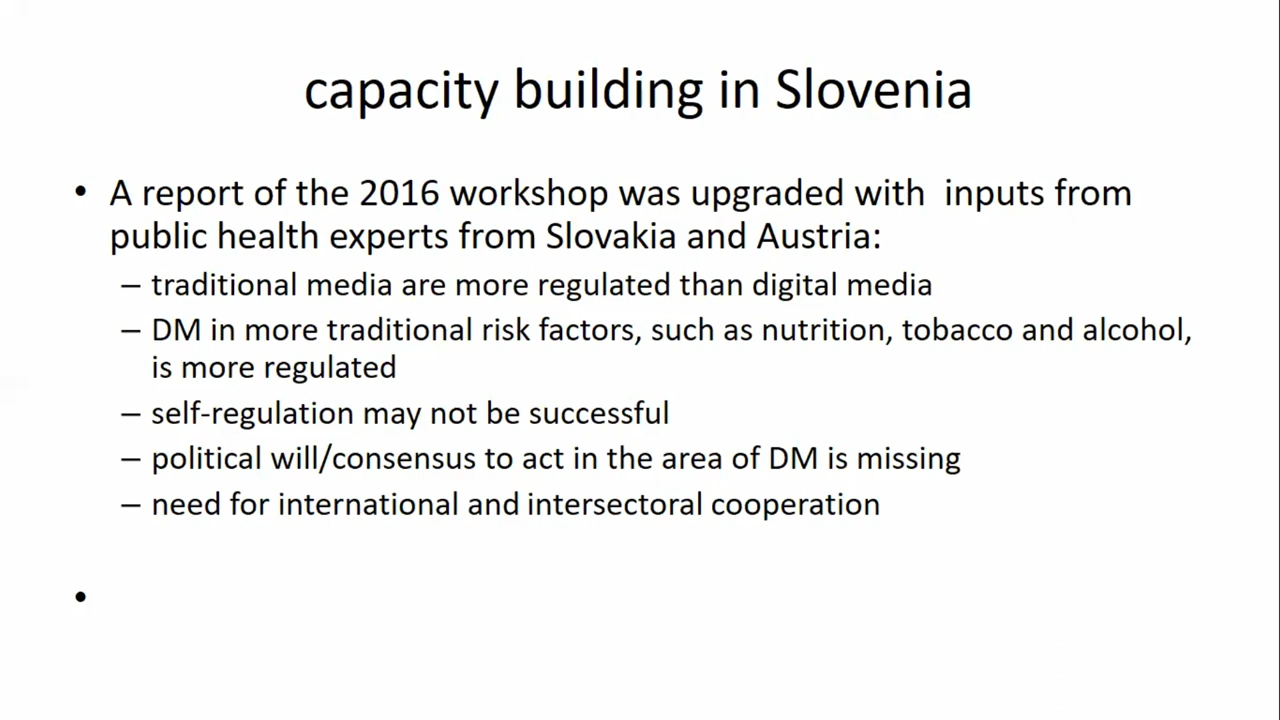 capacity building in Slovenia
• A report of the 2016 workshop was upgraded with  inputs from
public health experts from Slovakia and Austria:
– traditional media are more regulated than digital media
– DM in more traditional risk factors, such as nutrition, tobacco and alcohol,
is more regulated
– self-regulation may not be successful
– political will/consensus to act in the area of DM is missing
– need for international and intersectoral cooperation
•